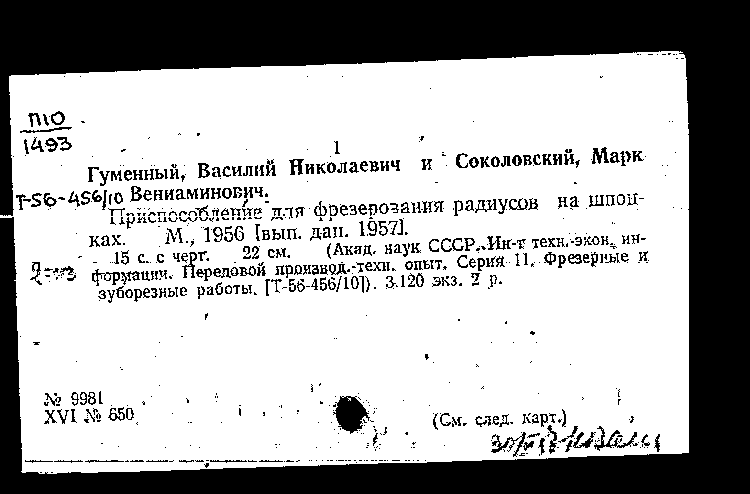 П10
1493
1
Гуменный, Василий Николаевич и Соколовский, Марк
Т-56-456/10 Вениаминович.
Приспособление для фрезерования радиусов на шпон-
ках. М., 1956 [вып. дан. 1957].
15 с. с черт. 22 см. (Акад. наук СССР. Ин-т техн.-экон. ин-
формации. Передовой производ.-техн. опыт. Серия 11. Фрезерные и
зуборезные работы. [Т-56-456/10]). 3.120 экз. 2 р.
№ 9981
XVI № 650
(См. след. карт.)